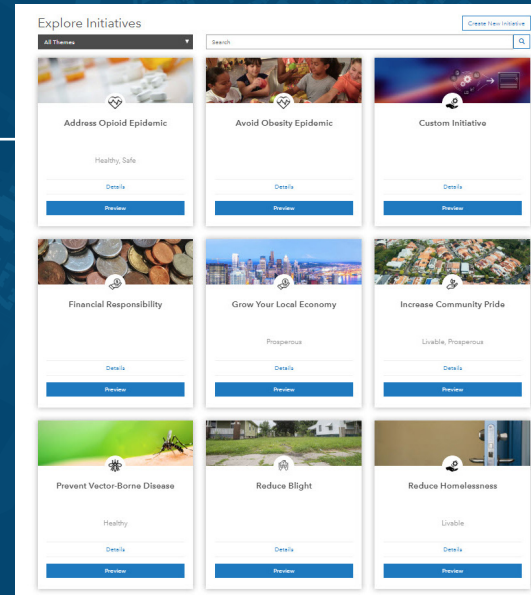 Explore Initiatives
Create New Initiative
All Themes
Search
Address Opioid Epidemic
Avoid Obesity Epidemic
Custom Initiative
Healthy, Safe
Details
Details
Details
Preview
Preview
Preview
Financial Responsibility
Grow Your Local Economy
Increase Community Pride
Prosperous
Livable, Prosperous
Details
Details
Details
Preview
Preview
Preview
Prevent Vector-Borne Disease
Reduce Blight
Reduce Homelessness
Healthy
Livable
Details
Details
Details
Preview
Preview
Preview